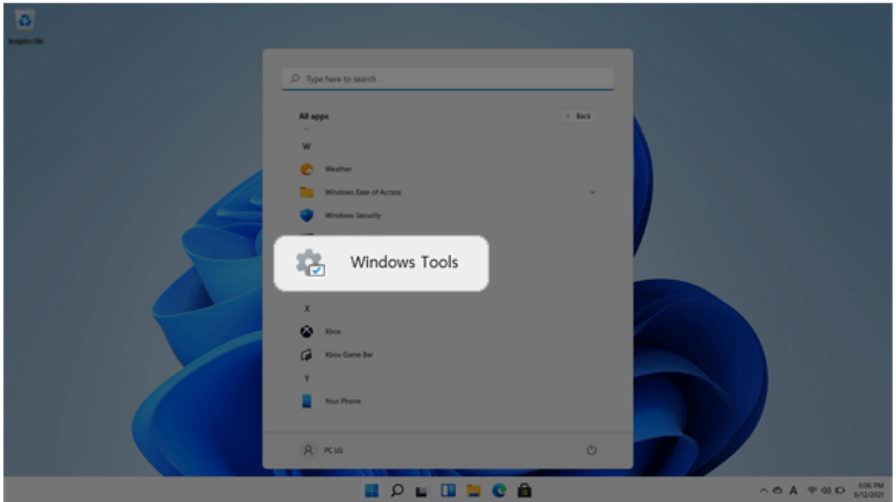 Recycle Bin
Type here to search
All apps
Back
W
Weather
Windows Ease of Access
Windows Security
Windows Tools
X
Xbox
Xbox Game Bar
Y
Your Phone
PC LG
A
6:06 PM
8/12/2021